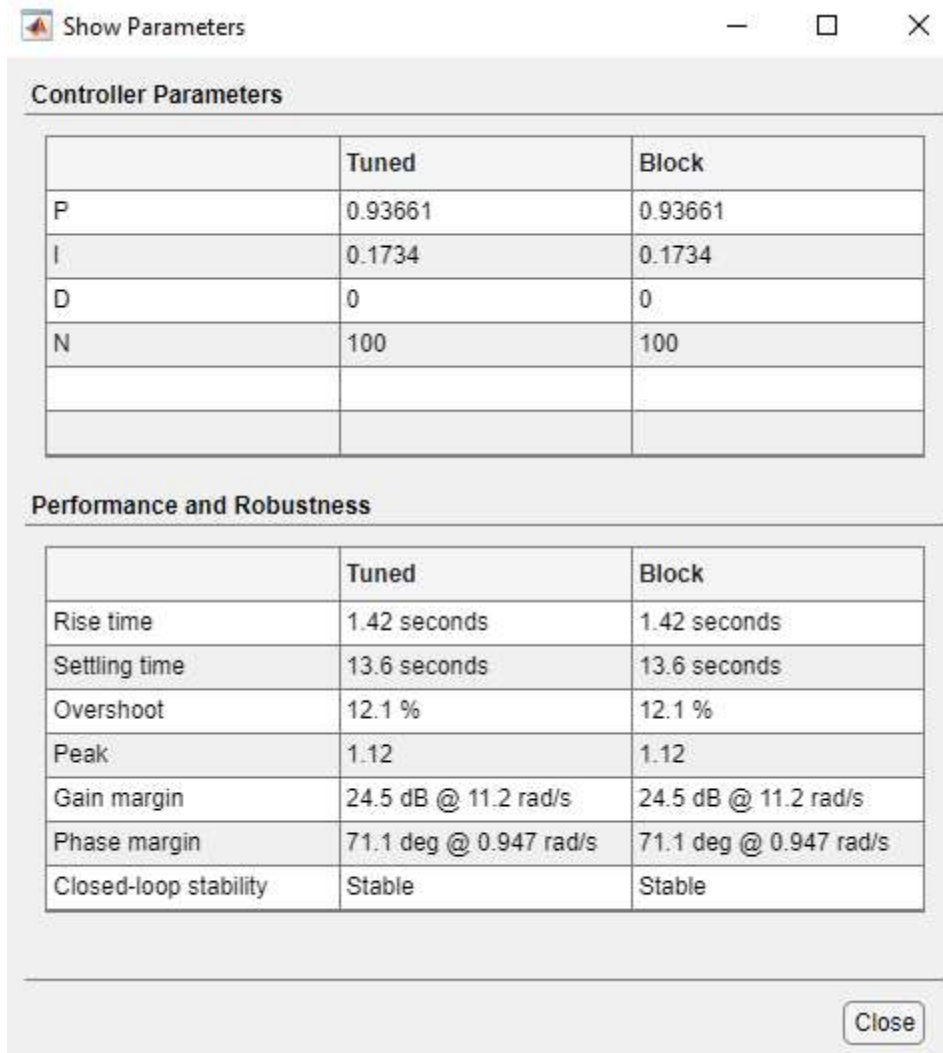 Show Parameters
Controller Parameters
Tuned Block
P 0.93661 0.93661
I 0.1734 0.1734
D 0 0
N 100 100
Performance and Robustness
Tuned Block
Rise time 1.42 seconds 1.42 seconds
Settling time 13.6 seconds 13.6 seconds
Overshoot 12.1 % 12.1 %
Peak 1.12 1.12
Gain margin 24.5 dB @ 11.2 rad/s 24.5 dB @ 11.2 rad/s
Phase margin 71.1 deg @ 0.947 rad/s 71.1 deg @ 0.947 rad/s
Closed-loop stability Stable Stable
Close